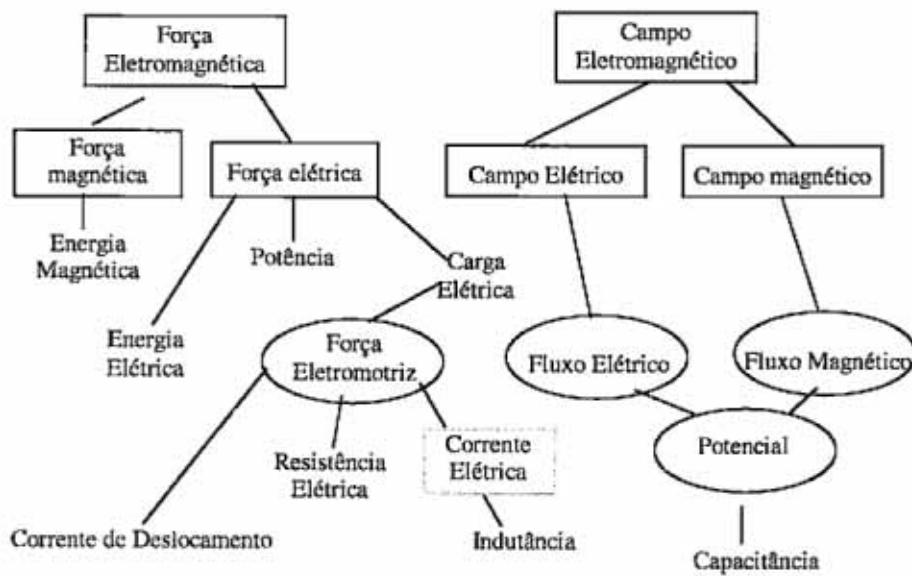 Força
Eletromagnética
Campo
Eletromagnético
Força
magnética
Força elétrica
Campo Elétrico
Campo magnético
Energia
Magnética
Potência
Carga
Elétrica
Energia
Elétrica
Força
Eletromotriz
Fluxo Elétrico
Fluxo Magnético
Resistência
Elétrica
Corrente
Elétrica
Potencial
Corrente de Deslocamento
Indutância
Capacitância